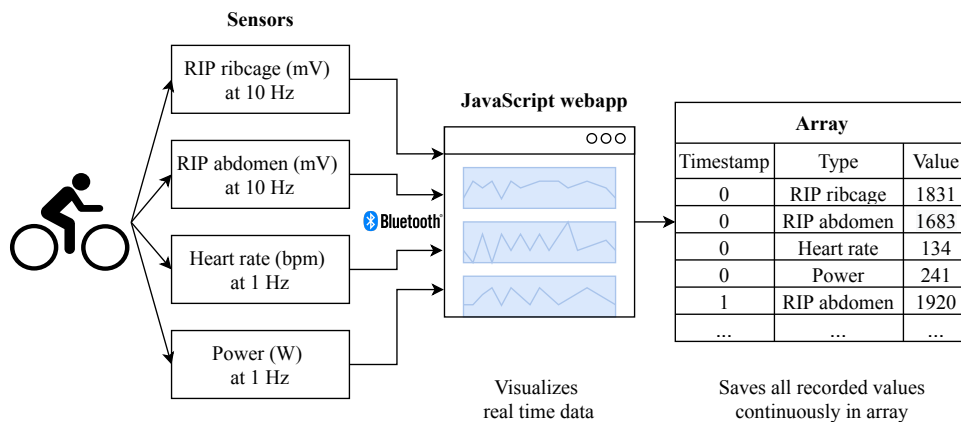 Sensors
RIP ribcage (mV)
at 10 Hz
RIP abdomen (mV)
at 10 Hz
Heart rate (bpm)
at 1 Hz
Power (W)
at 1 Hz
Bluetooth®
JavaScript webapp
Visualizes
real time data
Array
Timestamp Type Value
0 RIP ribcage 1831
0 RIP abdomen 1683
0 Heart rate 134
0 Power 241
1 RIP abdomen 1920
... ... ...
Saves all recorded values
continuously in array